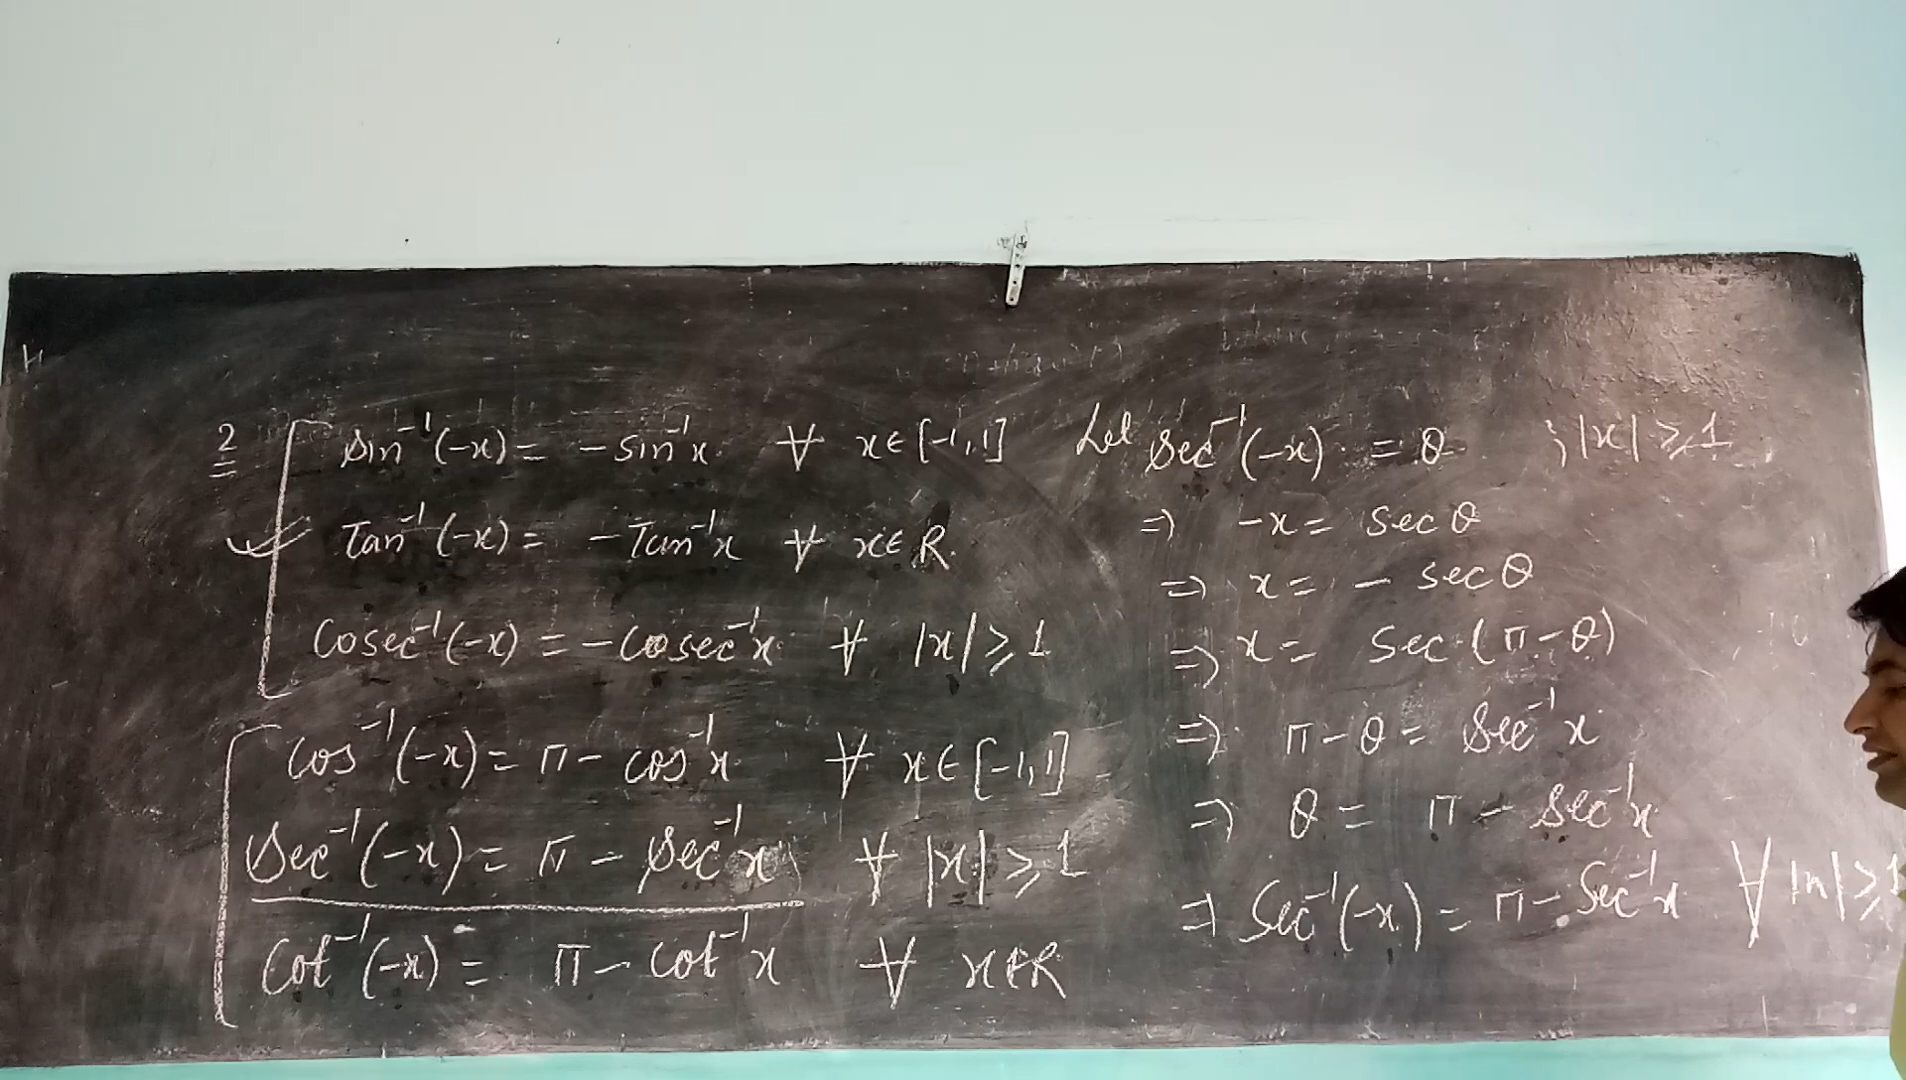 2 sin⁻¹(-x) = -sin⁻¹x ∀ x∈[-1,1]
Tan⁻¹(-x) = -Tan⁻¹x ∀ x∈R.
Cosec⁻¹(-x) = -Cosec⁻¹x ∀ |x|⩾1
Cos⁻¹(-x) = π - cos⁻¹x ∀ x∈[-1,1]
Sec⁻¹(-x) = π - Sec⁻¹x ∀ |x|⩾1
Cot⁻¹(-x) = π - cot⁻¹x ∀ x∈R
Let Sec⁻¹(-x) = θ ; |x|⩾1
⇒ -x = sec θ
⇒ x = - sec θ
⇒ x = Sec (π-θ)
⇒ π-θ = Sec⁻¹x
⇒ θ = π - Sec⁻¹x
⇒ Sec⁻¹(-x) = π - Sec⁻¹x ∀ |x|⩾1